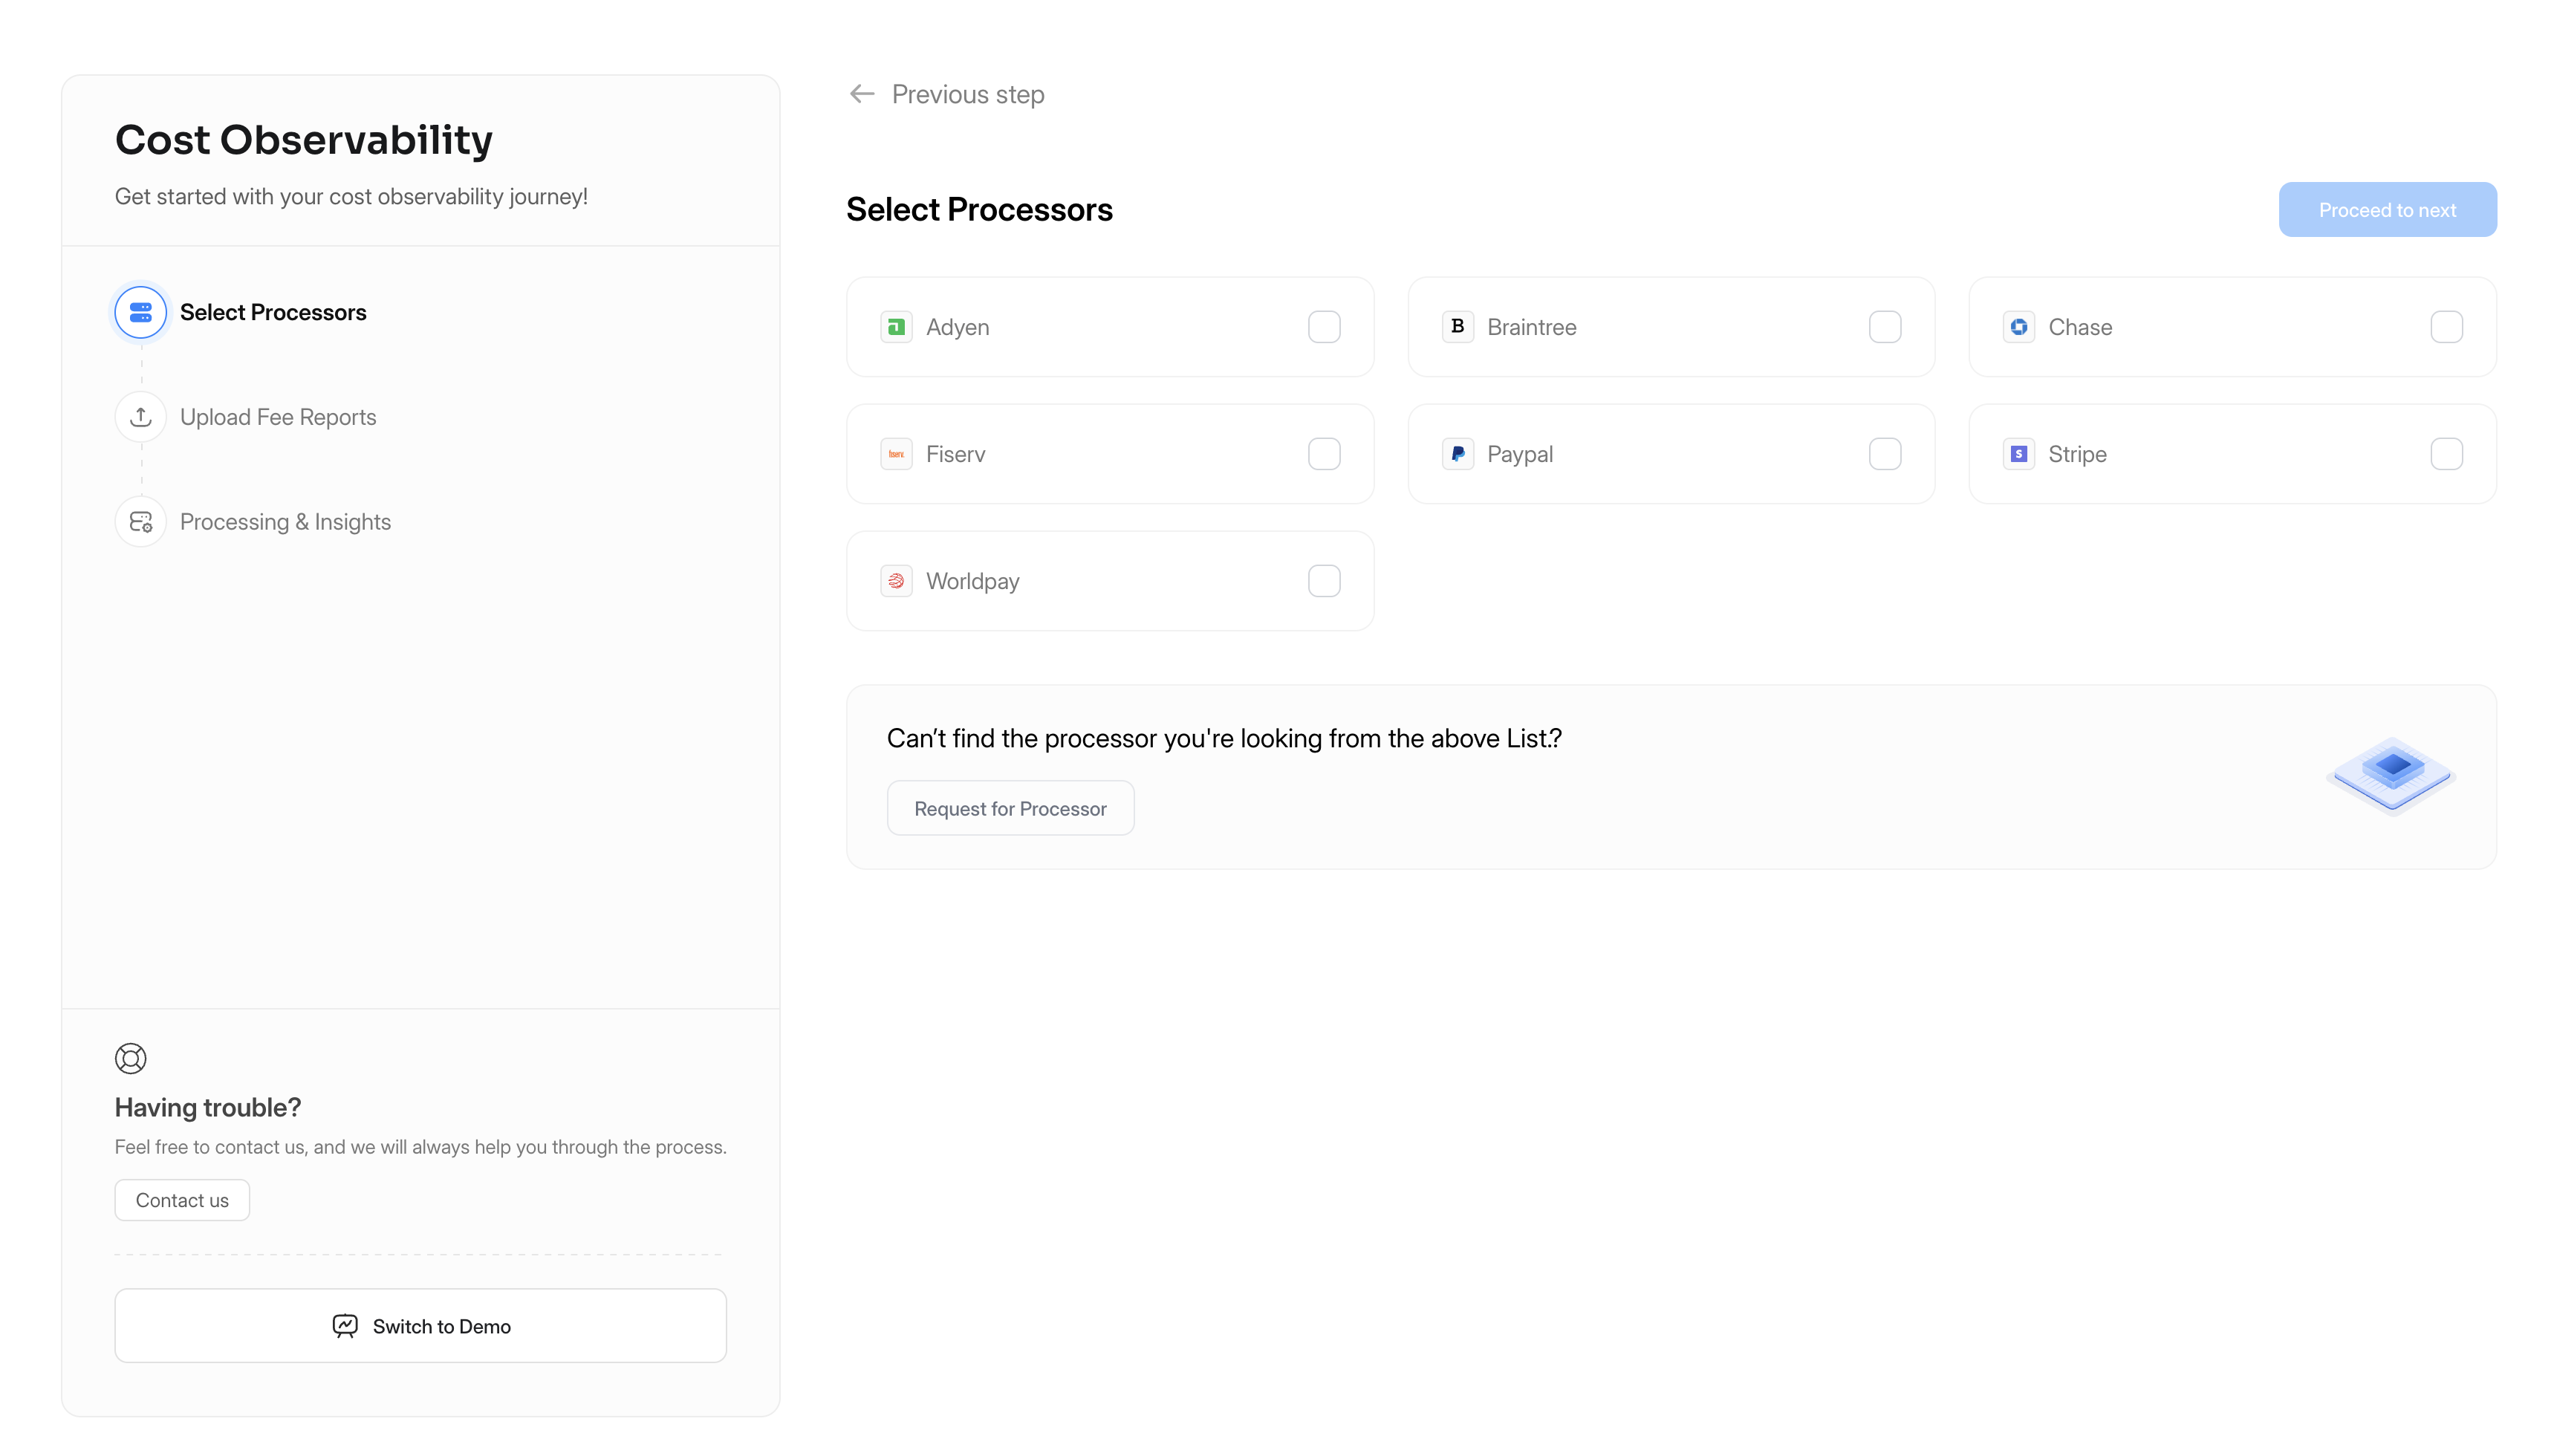 Cost Observability
Get started with your cost observability journey!
Select Processors
Upload Fee Reports
Processing & Insights
Having trouble?
Feel free to contact us, and we will always help you through the process.
Contact us
Switch to Demo
Previous step
Select Processors
Proceed to next
Adyen
B Braintree
Chase
fiserv. Fiserv
Paypal
S Stripe
Worldpay
Can’t find the processor you're looking from the above List.?
Request for Processor